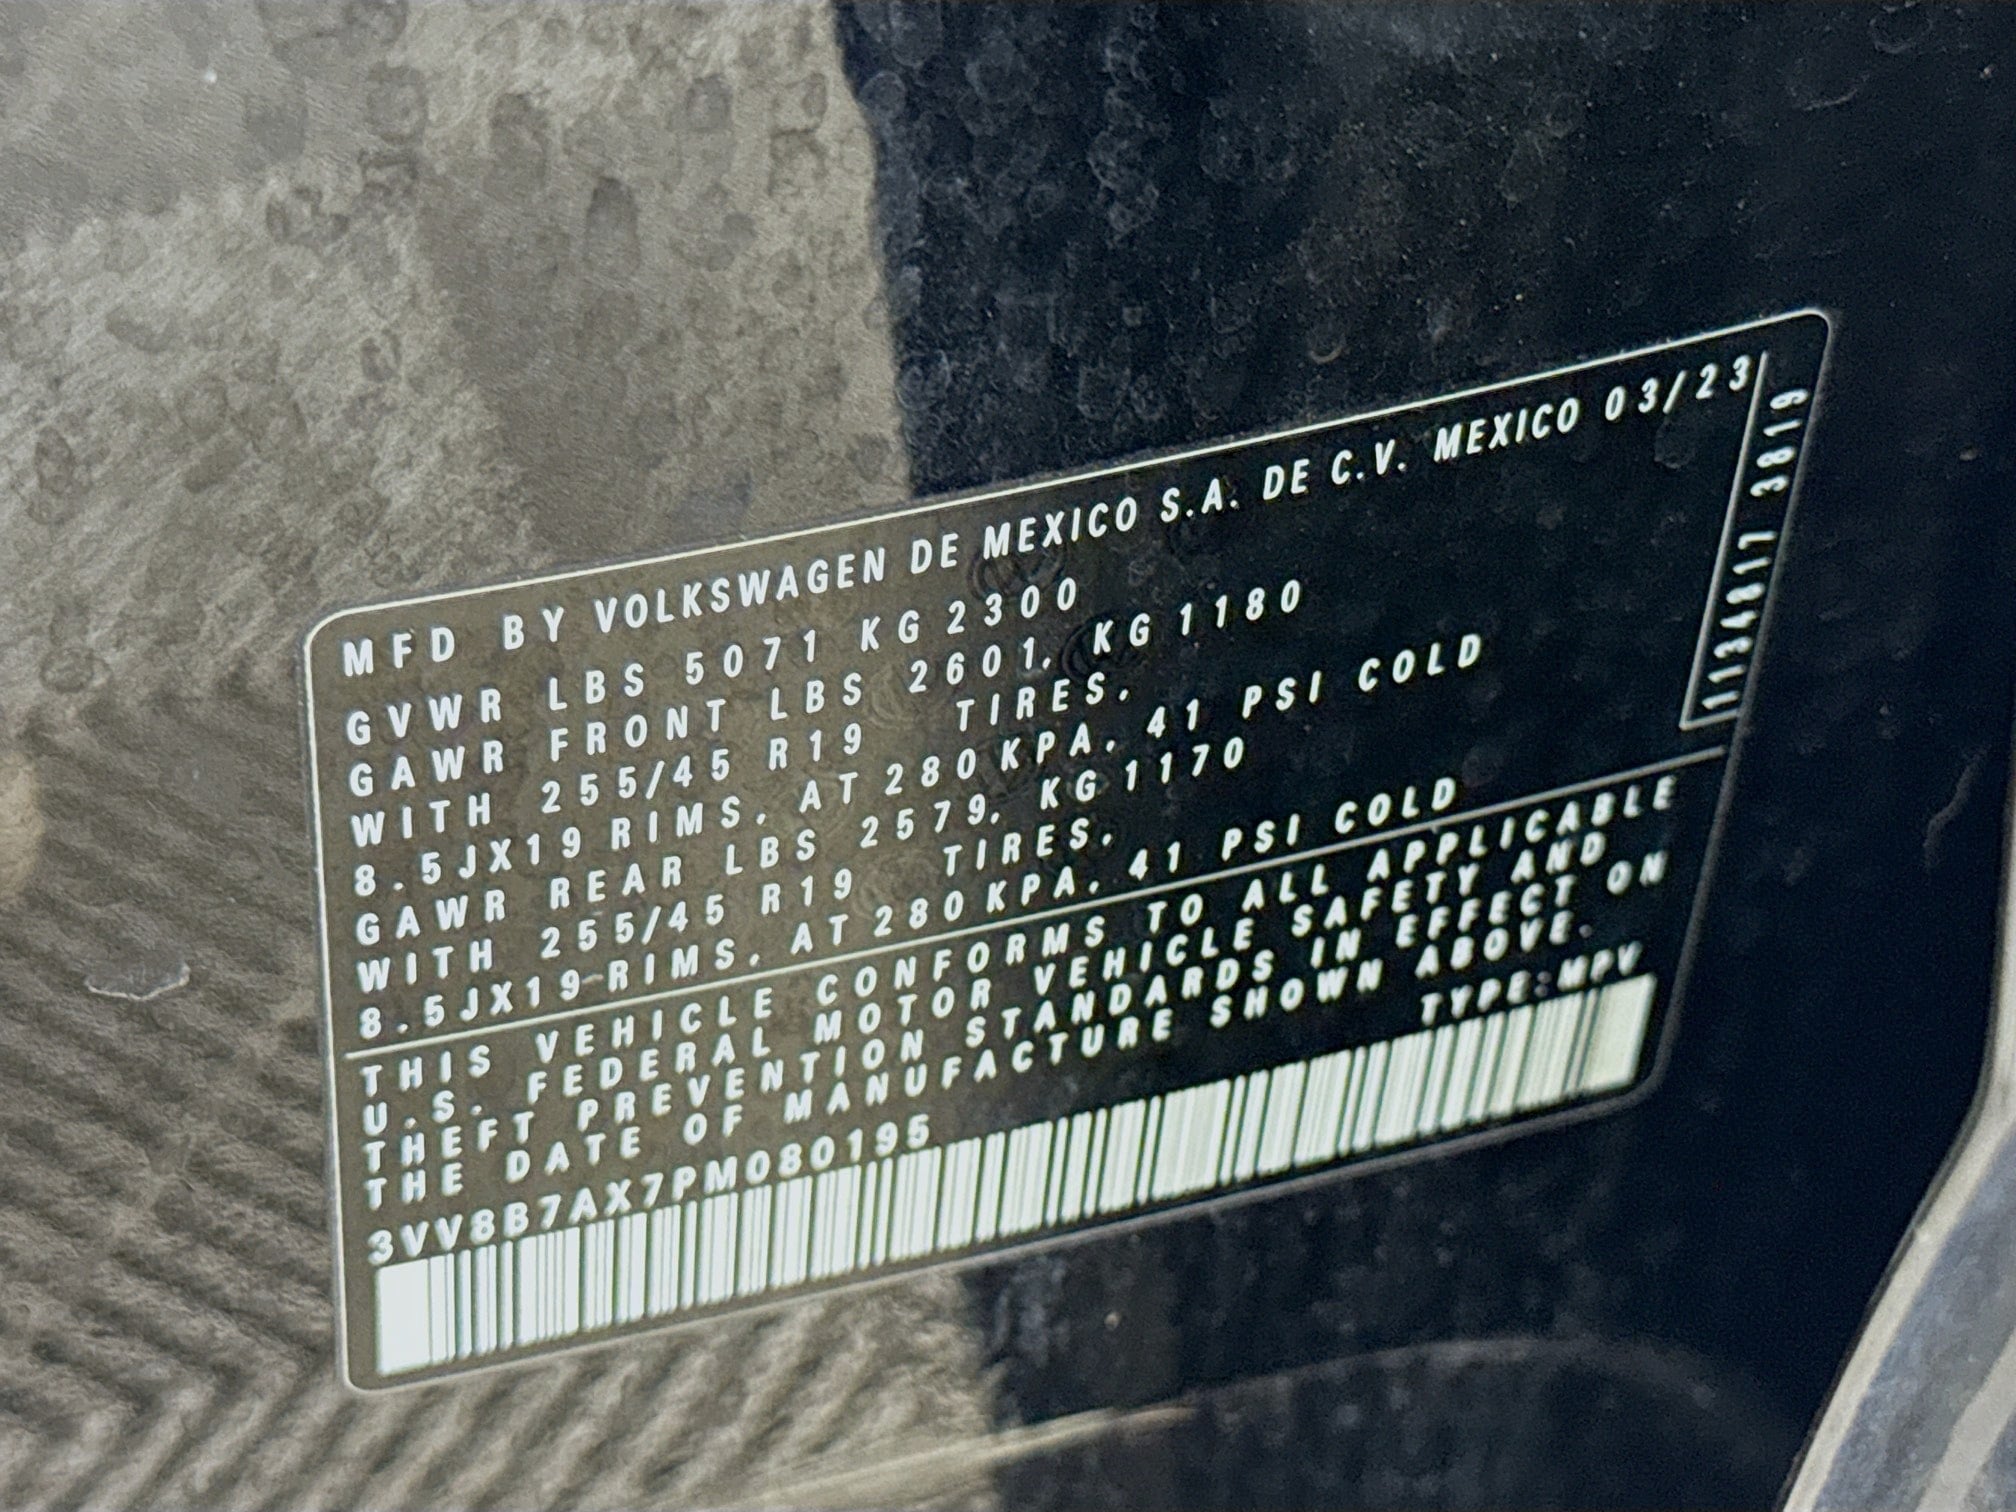 MFD BY VOLKSWAGEN DE MEXICO S.A. DE C.V. MEXICO 03/23
GVWR LBS 5071 KG 2300
GAWR FRONT LBS 2601, KG 1180
WITH 255/45 R19 TIRES,
8.5JX19 RIMS, AT 280 KPA, 41 PSI COLD
GAWR REAR LBS 2579, KG 1170
WITH 255/45 R19 TIRES,
8.5JX19 RIMS, AT 280 KPA, 41 PSI COLD
THIS VEHICLE CONFORMS TO ALL APPLICABLE
U.S. FEDERAL MOTOR VEHICLE SAFETY AND
THEFT PREVENTION STANDARDS IN EFFECT ON
THE DATE OF MANUFACTURE SHOWN ABOVE.
3VV8B7AX7PM080195 TYPE:MPV
1134817 3819